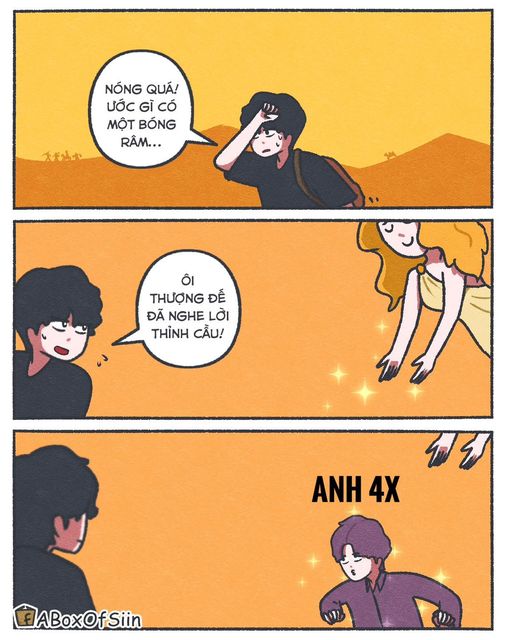 NÓNG QUÁ!
ƯỚC GÌ CÓ
MỘT BÓNG
RÂM...
ÔI
THƯỢNG ĐẾ
ĐÃ NGHE LỜI
THỈNH CẦU!
ANH 4X
ABoxOfSiin